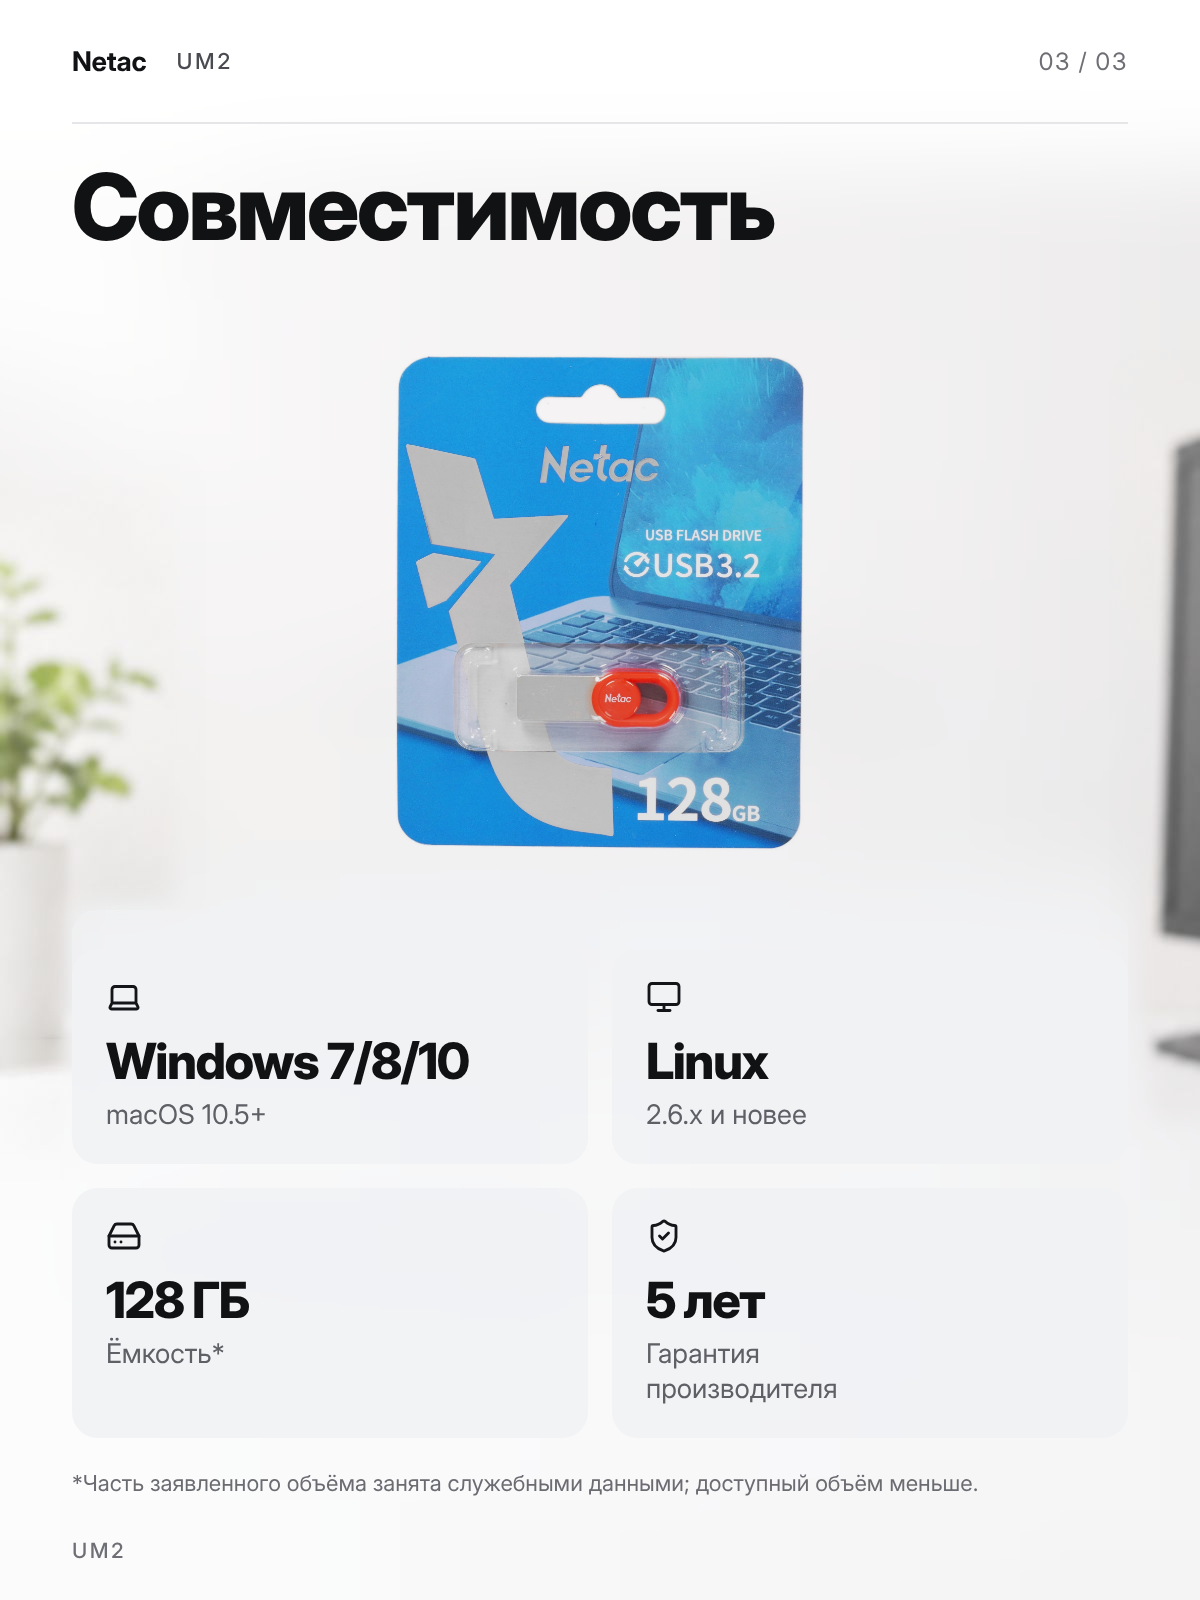 Netac UM2 03 / 03
Совместимость
Netac
USB FLASH DRIVE
USB3.2
Netac
128GB
Windows 7/8/10
macOS 10.5+
Linux
2.6.x и новее
128 ГБ
Ёмкость*
5 лет
Гарантия
производителя
*Часть заявленного объёма занята служебными данными; доступный объём меньше.
UM2